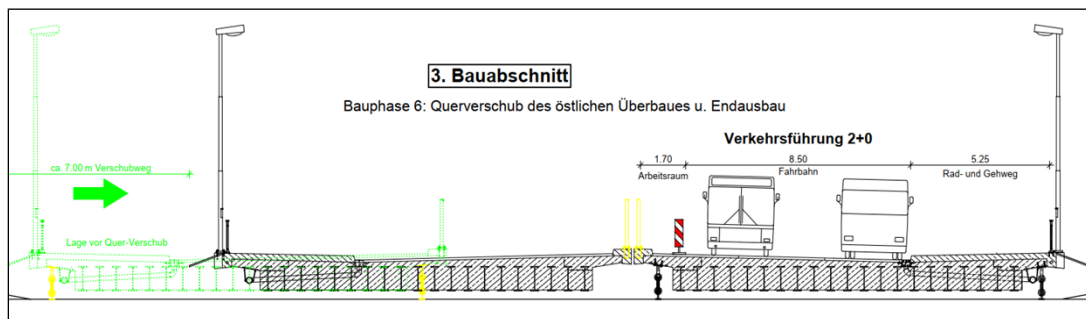 3. Bauabschnitt
Bauphase 6: Querverschub des östlichen Überbaues u. Endausbau
Verkehrsführung 2+0
ca. 7.00 m Verschubweg
1.70
8.50
5.25
Arbeitsraum
Fahrbahn
Rad- und Gehweg
Lage vor Quer-Verschub